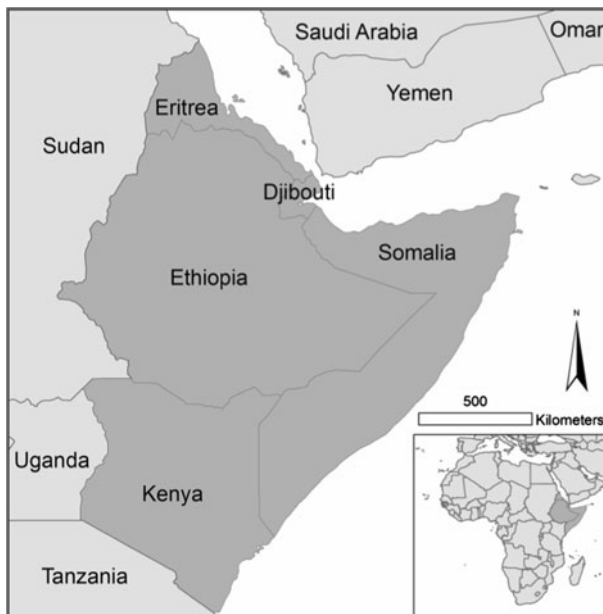 Saudi Arabia
Oman
Yemen
Eritrea
Sudan
Djibouti
Somalia
Ethiopia
N
500
Kilometers
Uganda
Kenya
Tanzania